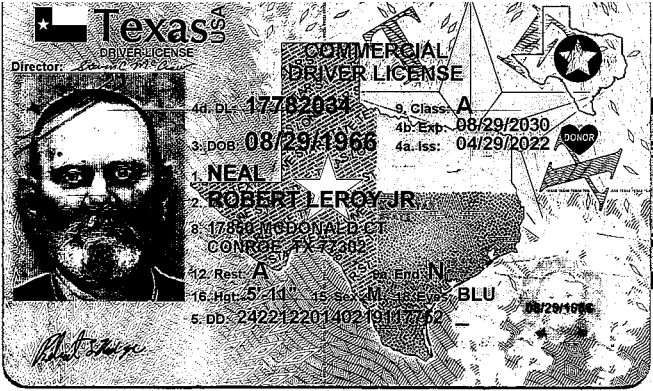 Texas USA
DRIVER LICENSE
Director:
COMMERCIAL
DRIVER LICENSE
4d. DL: 17782034 9. Class: A
4b. Exp: 08/29/2030
3. DOB: 08/29/1966 4a. Iss: 04/29/2022
DONOR
1. NEAL
2. ROBERT LEROY JR
8. 17850 MCDONALD CT
CONROE, TX 77302
12. Rest: A 9a. End: N
16. Hgt: 5'-11" 15. Sex: M 18. Eyes: BLU
08/29/1966
5. DD: 24221220140219117762